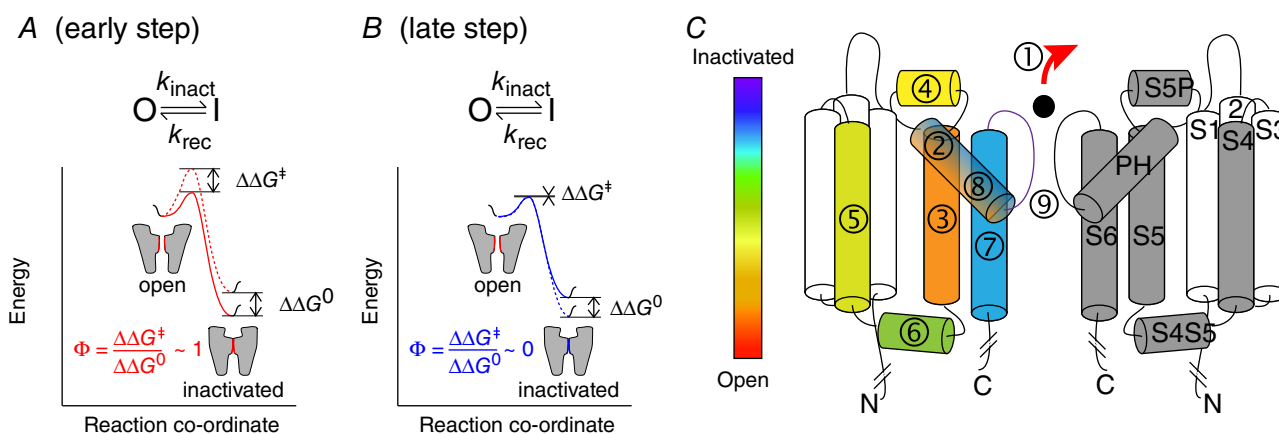 A (early step)
k_inact
O ⇌ I
k_rec
Energy
ΔΔG‡
open
ΔΔG⁰
Φ = ΔΔG‡ / ΔΔG⁰ ~ 1
inactivated
Reaction co-ordinate
B (late step)
k_inact
O ⇌ I
k_rec
Energy
ΔΔG‡
open
ΔΔG⁰
Φ = ΔΔG‡ / ΔΔG⁰ ~ 0
inactivated
Reaction co-ordinate
C
Inactivated
Open
①
④
②
⑧
⑤
③
⑦
⑨
⑥
N
C
S5P
S1
2
S3
S4
PH
S6
S5
S4S5
C
N